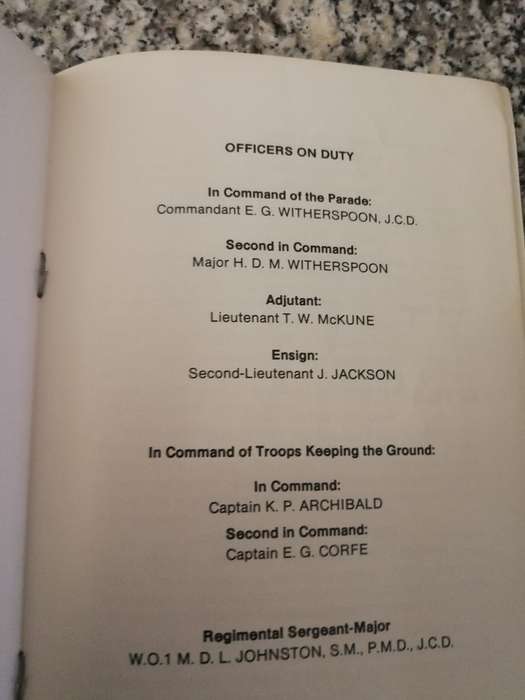 OFFICERS ON DUTY
In Command of the Parade:
Commandant E. G. WITHERSPOON, J.C.D.
Second in Command:
Major H. D. M. WITHERSPOON
Adjutant:
Lieutenant T. W. McKUNE
Ensign:
Second-Lieutenant J. JACKSON
In Command of Troops Keeping the Ground:
In Command:
Captain K. P. ARCHIBALD
Second in Command:
Captain E. G. CORFE
Regimental Sergeant-Major
W.O.1 M. D. L. JOHNSTON, S.M., P.M.D., J.C.D.